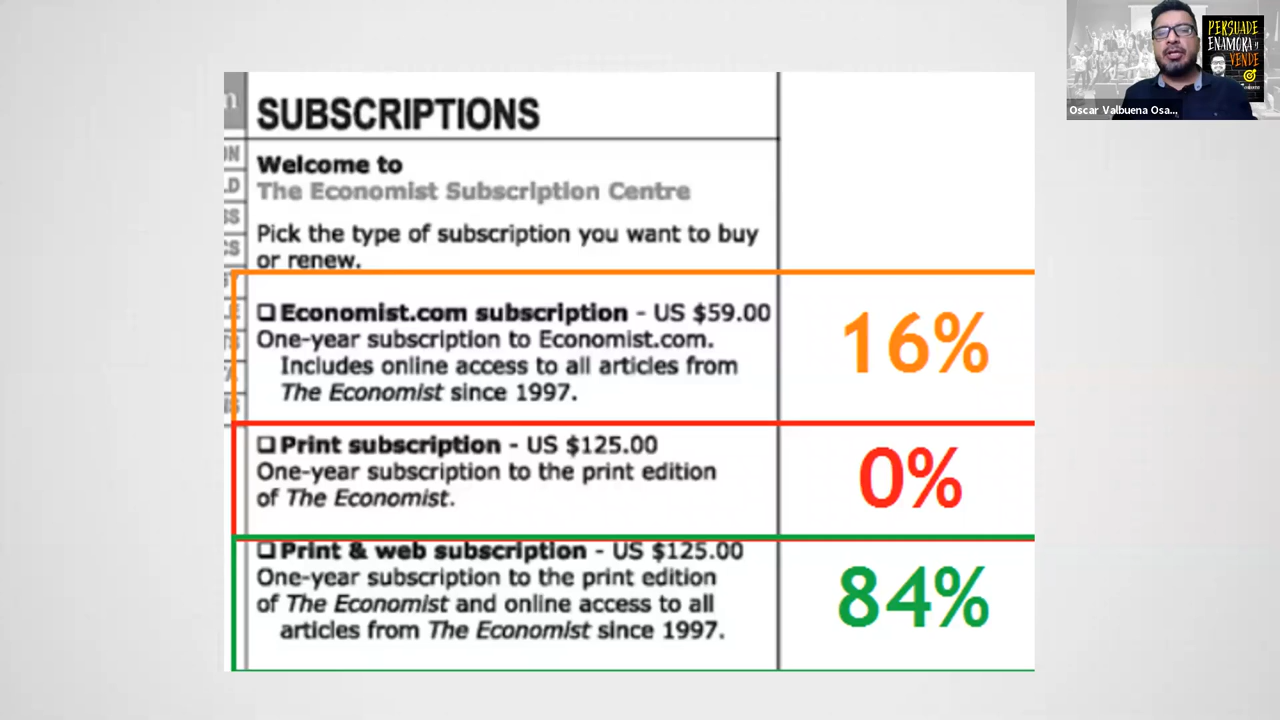 PERSUADE
ENAMORA Y
VENDE
Oscar Valbuena Osa...
SUBSCRIPTIONS
Welcome to
The Economist Subscription Centre
Pick the type of subscription you want to buy
or renew.
❑ Economist.com subscription - US $59.00
One-year subscription to Economist.com.
Includes online access to all articles from
The Economist since 1997.
16%
❑ Print subscription - US $125.00
One-year subscription to the print edition
of The Economist.
0%
❑ Print & web subscription - US $125.00
One-year subscription to the print edition
of The Economist and online access to all
articles from The Economist since 1997.
84%